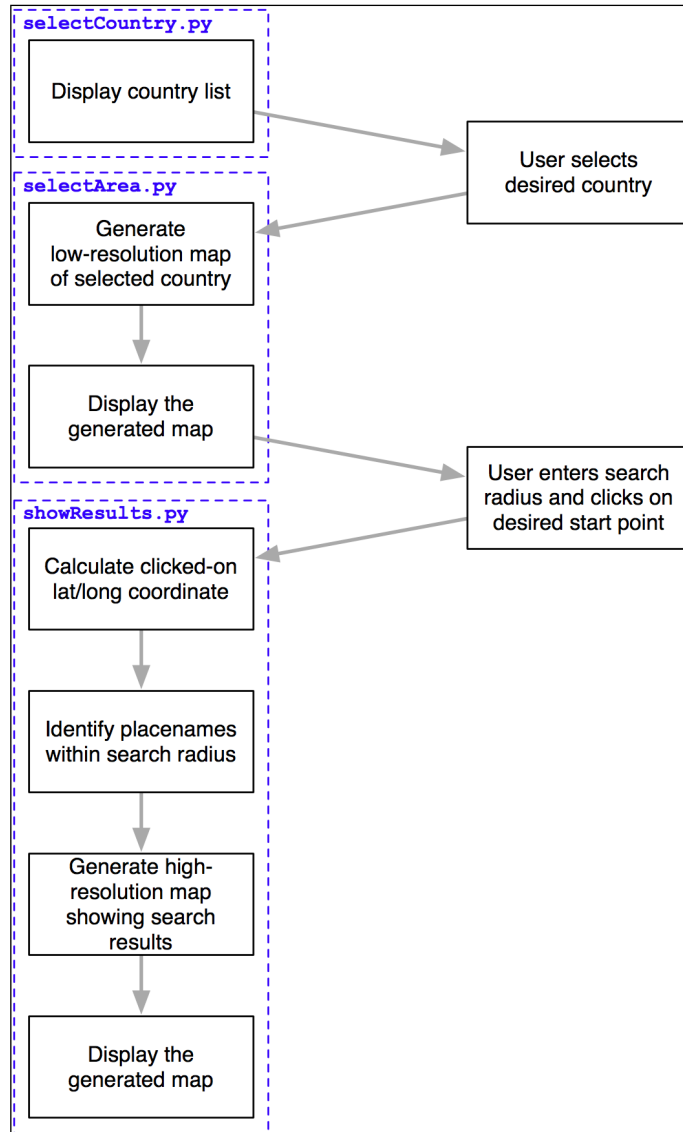 selectCountry.py
Display country list
User selects
desired country
selectArea.py
Generate
low-resolution map
of selected country
Display the
generated map
User enters search
radius and clicks on
desired start point
showResults.py
Calculate clicked-on
lat/long coordinate
Identify placenames
within search radius
Generate high-
resolution map
showing search
results
Display the
generated map